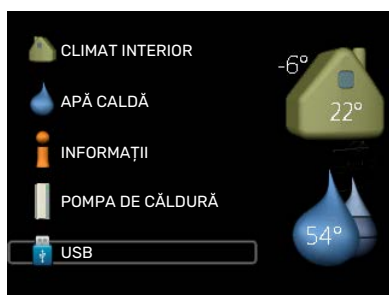 CLIMAT INTERIOR
-6°
22°
APĂ CALDĂ
INFORMAȚII
POMPA DE CĂLDURĂ
54°
USB